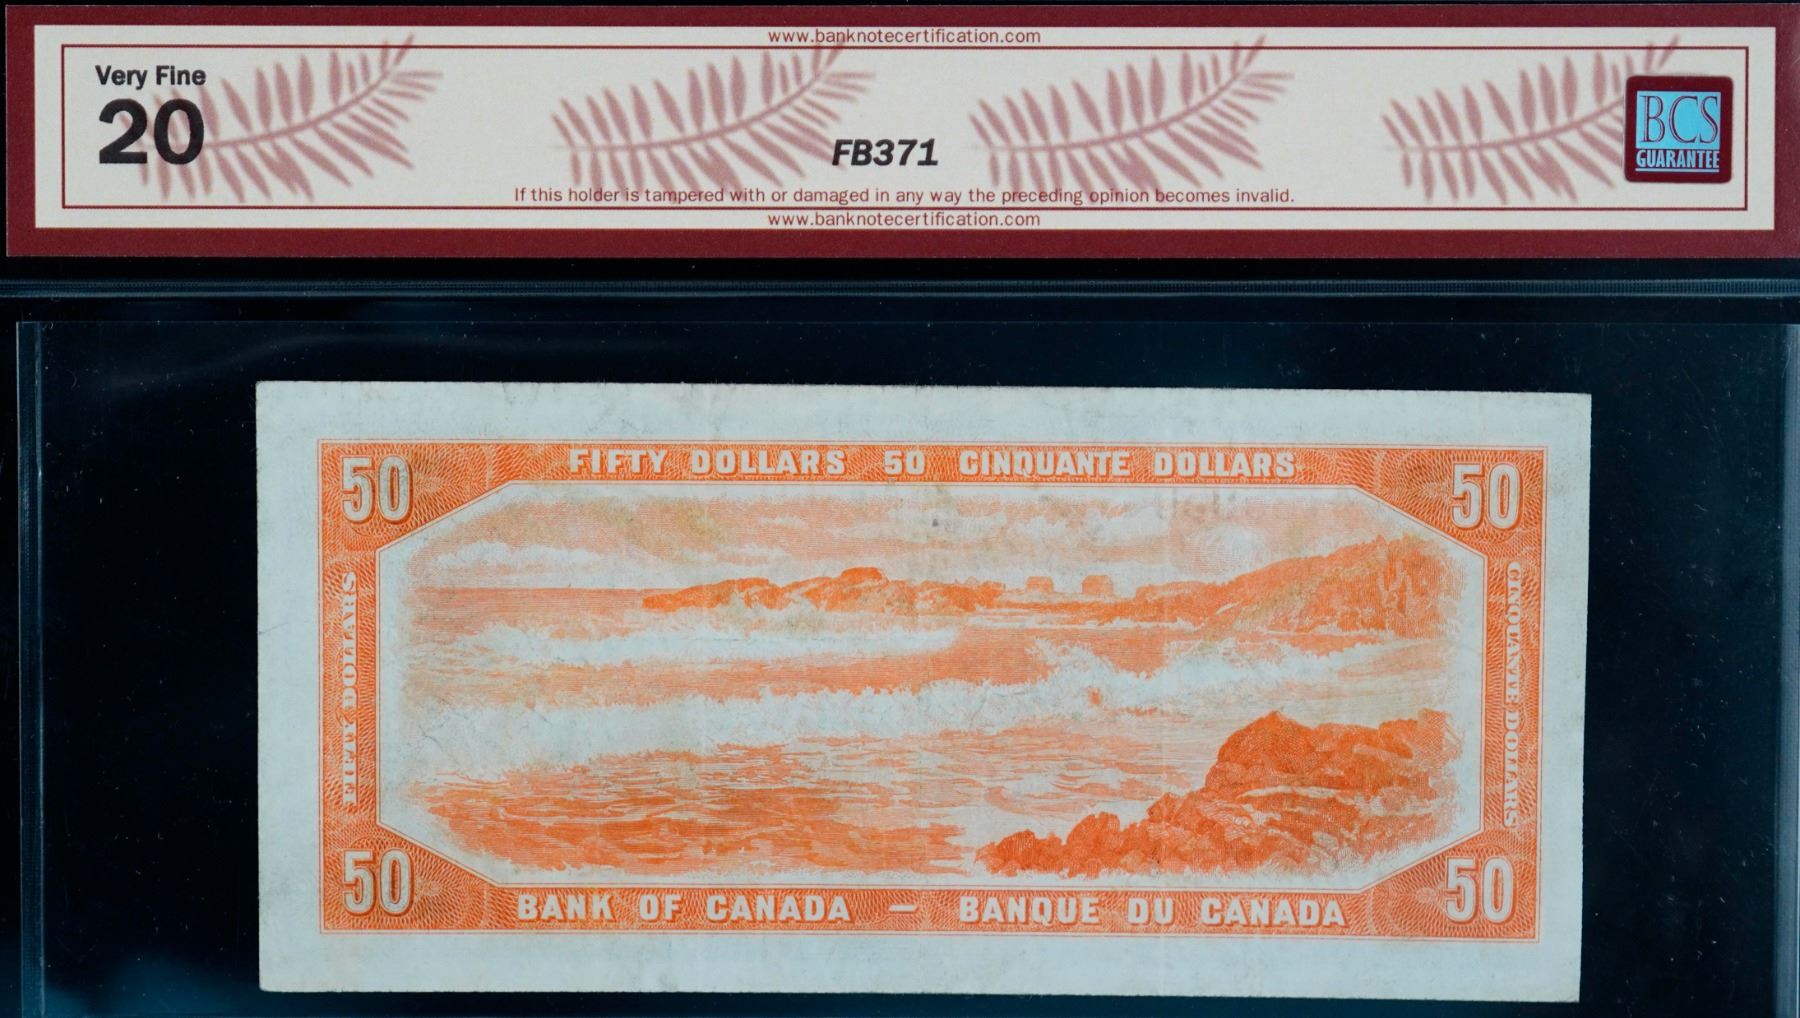 www.banknotecertification.com
Very Fine
20
FB371
BCS
GUARANTEE
If this holder is tampered with or damaged in any way the preceding opinion becomes invalid.
www.banknotecertification.com
50 FIFTY DOLLARS 50 CINQUANTE DOLLARS 50
FIFTY DOLLARS
CINQUANTE DOLLARS
50 BANK OF CANADA — BANQUE DU CANADA 50